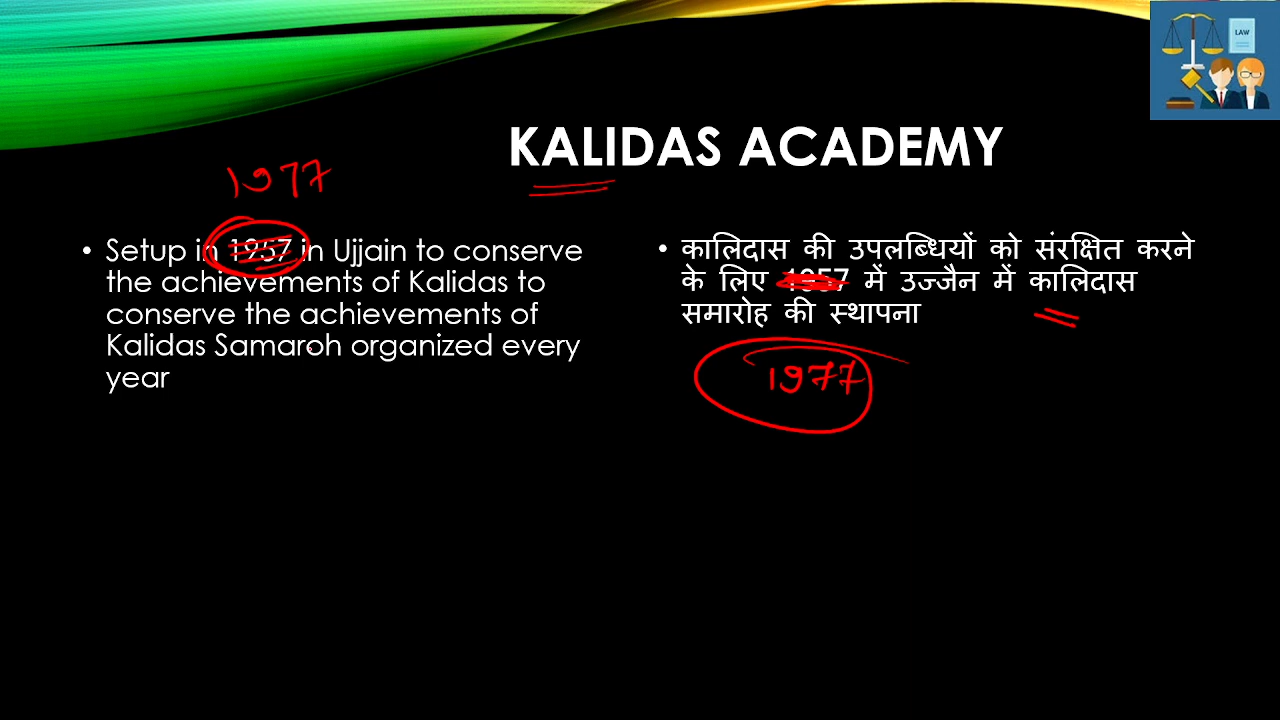 LAW
KALIDAS ACADEMY
1977
• Setup in 1957 in Ujjain to conserve
the achievements of Kalidas to
conserve the achievements of
Kalidas Samaroh organized every
year
• कालिदास की उपलब्धियों को संरक्षित करने
के लिए 1957 में उज्जैन में कालिदास
समारोह की स्थापना
1977